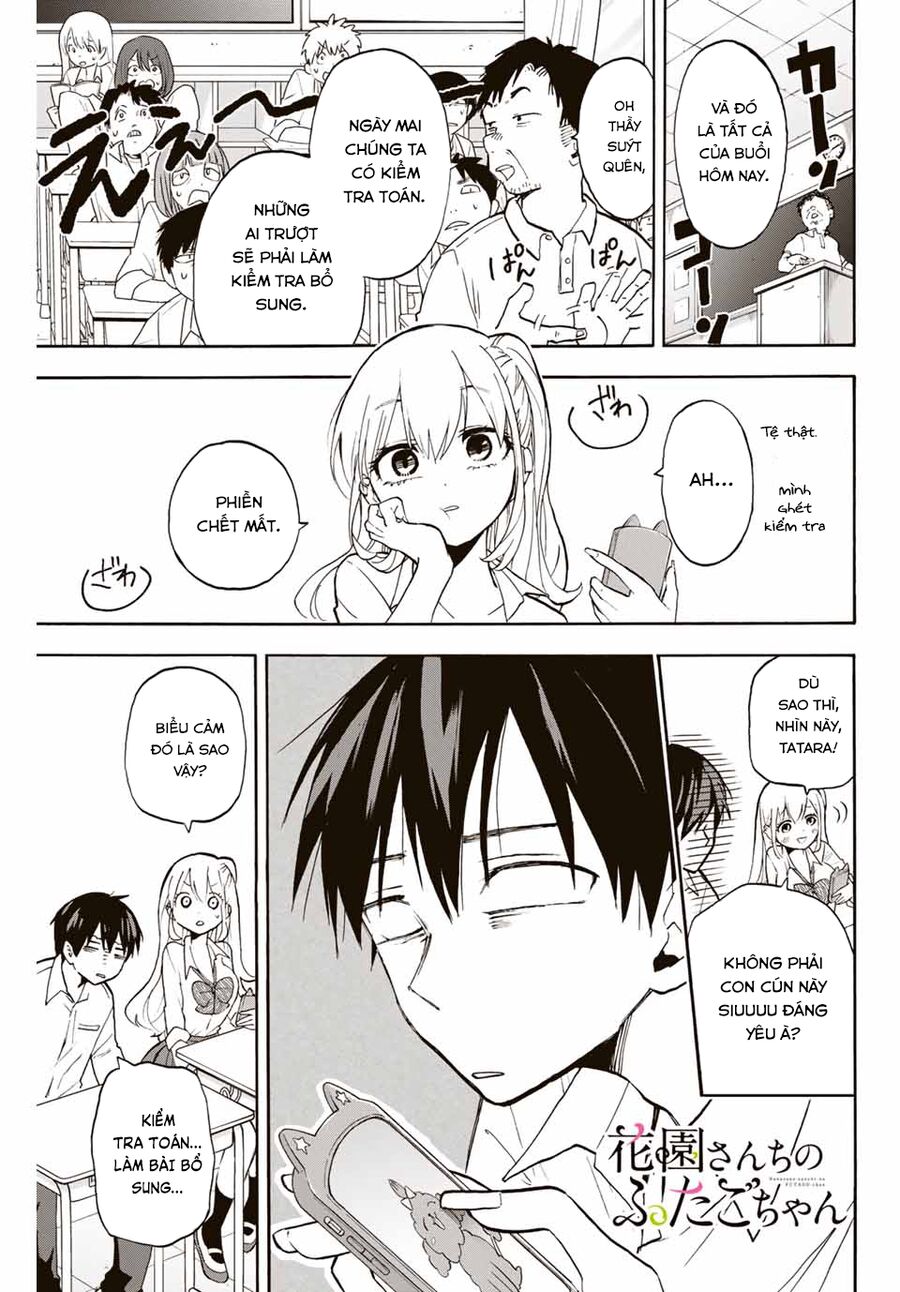 カーン
コーン
VÀ ĐÓ
LÀ TẤT CẢ
CỦA BUỔI
HÔM NAY.
OH
THẦY
SUÝT
QUÊN,
ぱん
ぱん
NGÀY MAI
CHÚNG TA
CÓ KIỂM
TRA TOÁN.
NHỮNG
AI TRƯỢT
SẼ PHẢI LÀM
KIỂM TRA BỔ
SUNG.
ええぇ~~
Tệ thật.
mình
ghét
kiểm tra
AH...
ざわ
PHIỀN
CHẾT MẤT.
ざわ
DÙ
SAO THÌ,
NHÌN NÀY,
TATARA!
KHÔNG PHẢI
CON CÚN NÀY
SIUUUU ĐÁNG
YÊU À?
BIỂU CẢM
ĐÓ LÀ SAO
VẬY?
KIỂM
TRA TOÁN...
LÀM BÀI BỔ
SUNG...
花園さんちの
ふたごちゃん